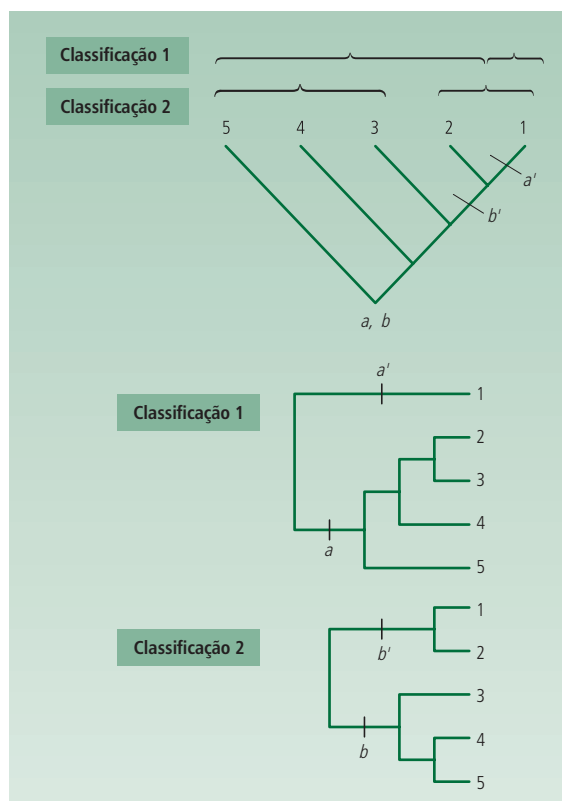 Classificação 1
Classificação 2
5 4 3 2 1
a'
b'
a, b
Classificação 1
a'
1
2
3
4
a
5
Classificação 2
1
b'
2
3
b
4
5